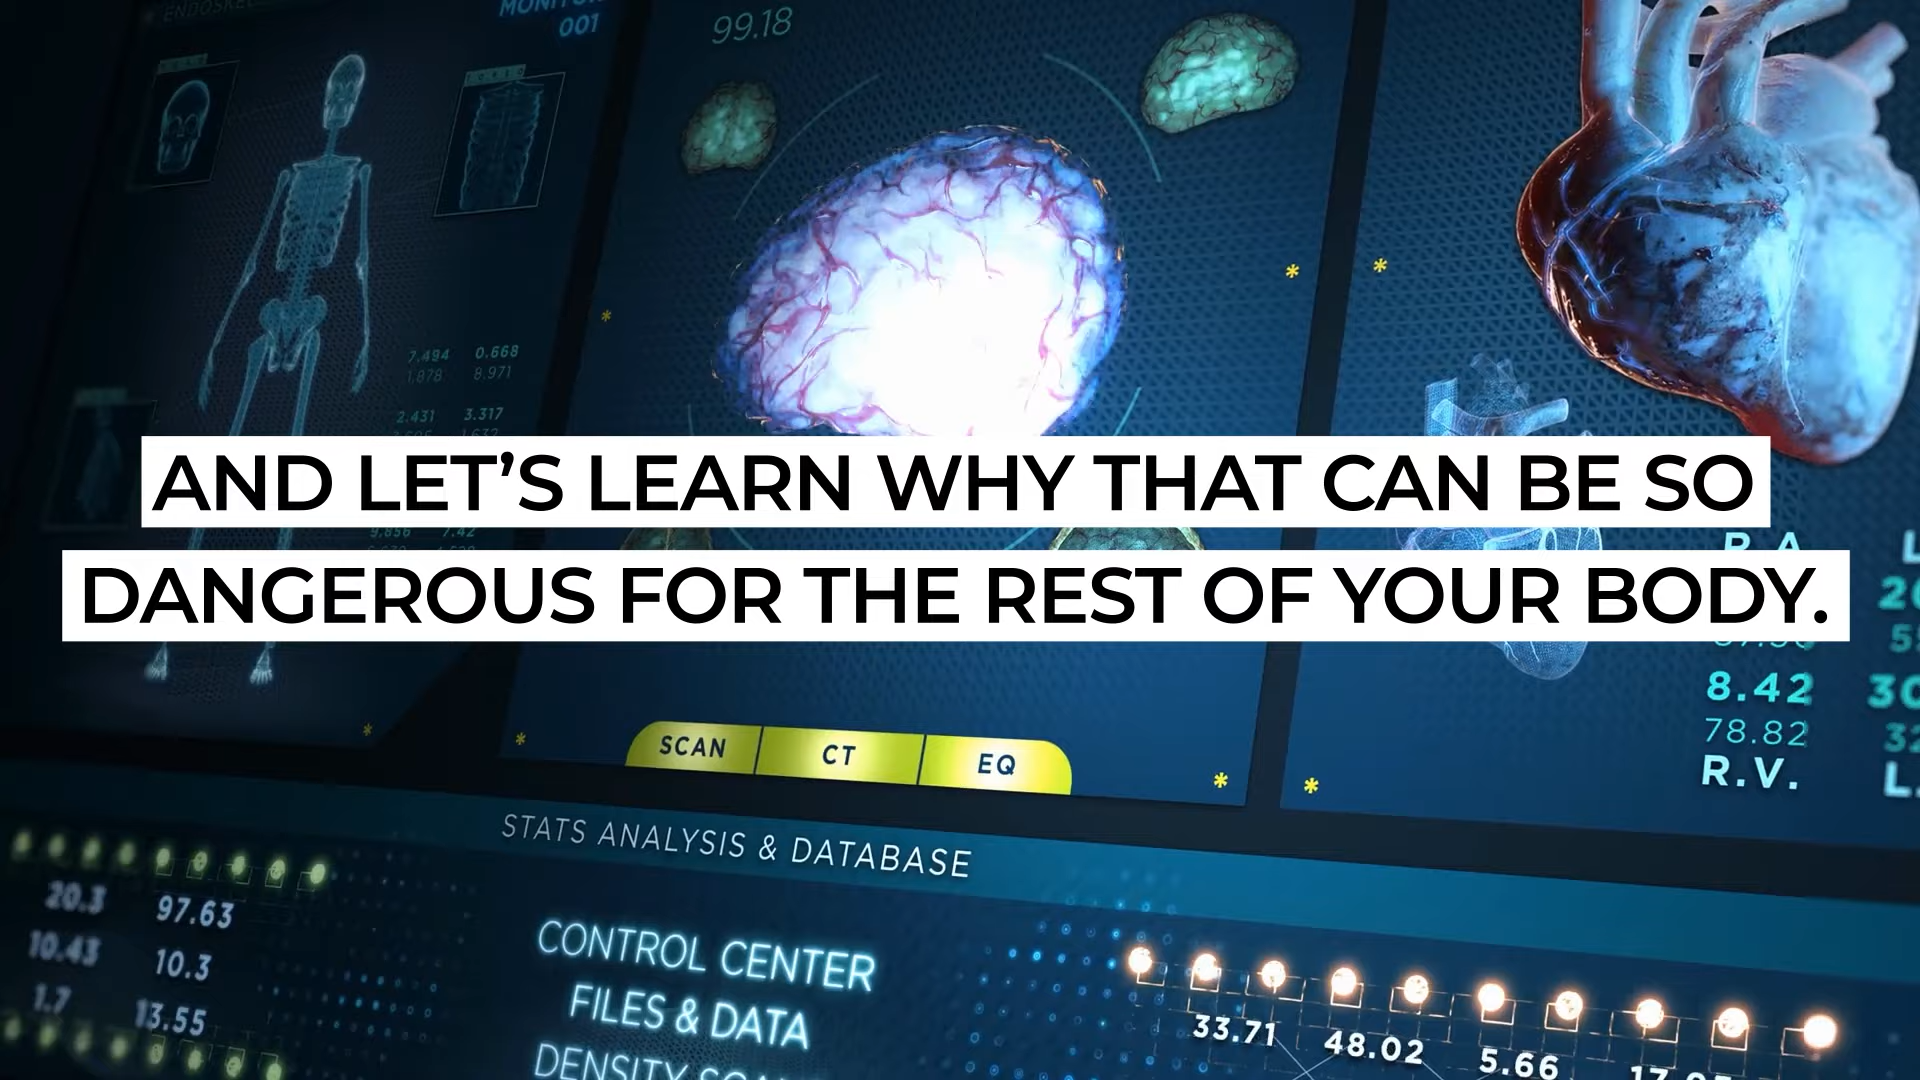 MONITOR
001
99.18
7.494 0.668
1.878 8.971
2.431 3.317
AND LET’S LEARN WHY THAT CAN BE SO
DANGEROUS FOR THE REST OF YOUR BODY.
8.42
78.82
R.V.
SCAN CT EQ
STATS ANALYSIS & DATABASE
20.3 97.63
10.43 10.3
1.7 13.55
CONTROL CENTER
FILES & DATA
DENSITY
33.71 48.02 5.66